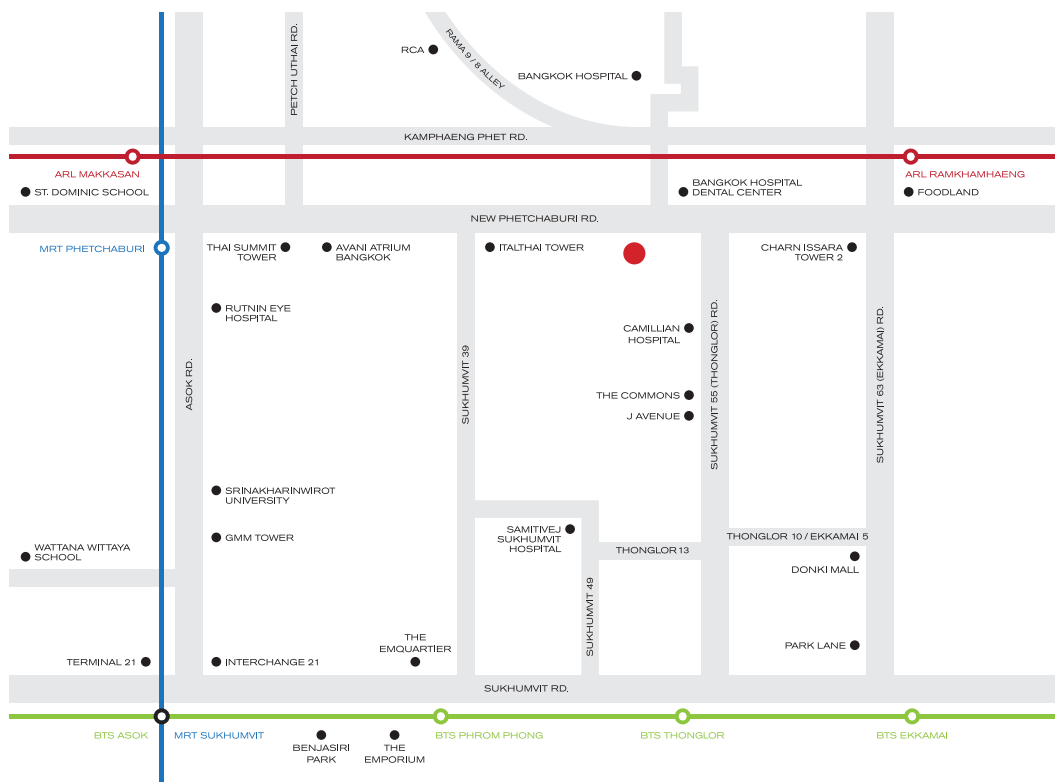 PETCH UTHAI RD.
RCA
RAMA 9 / 8 ALLEY
BANGKOK HOSPITAL
KAMPHAENG PHET RD.
ARL MAKKASAN
ARL RAMKHAMHAENG
ST. DOMINIC SCHOOL
BANGKOK HOSPITAL
DENTAL CENTER
FOODLAND
NEW PHETCHABURI RD.
MRT PHETCHABURI
THAI SUMMIT
TOWER
AVANI ATRIUM
BANGKOK
ITALTHAI TOWER
CHARN ISSARA
TOWER 2
RUTNIN EYE
HOSPITAL
CAMILLIAN
HOSPITAL
ASOK RD.
SUKHUMVIT 39
SUKHUMVIT 55 (THONGLOR) RD.
SUKHUMVIT 63 (EKKAMAI) RD.
THE COMMONS
J AVENUE
SRINAKHARINWIROT
UNIVERSITY
GMM TOWER
SAMITIVEJ
SUKHUMVIT
HOSPITAL
THONGLOR 10 / EKKAMAI 5
WATTANA WITTAYA
SCHOOL
THONGLOR 13
DONKI MALL
SUKHUMVIT 49
THE
EMQUARTIER
PARK LANE
TERMINAL 21
INTERCHANGE 21
SUKHUMVIT RD.
BTS ASOK
MRT SUKHUMVIT
BTS PHROM PHONG
BTS THONGLOR
BTS EKKAMAI
BENJASIRI
PARK
THE
EMPORIUM